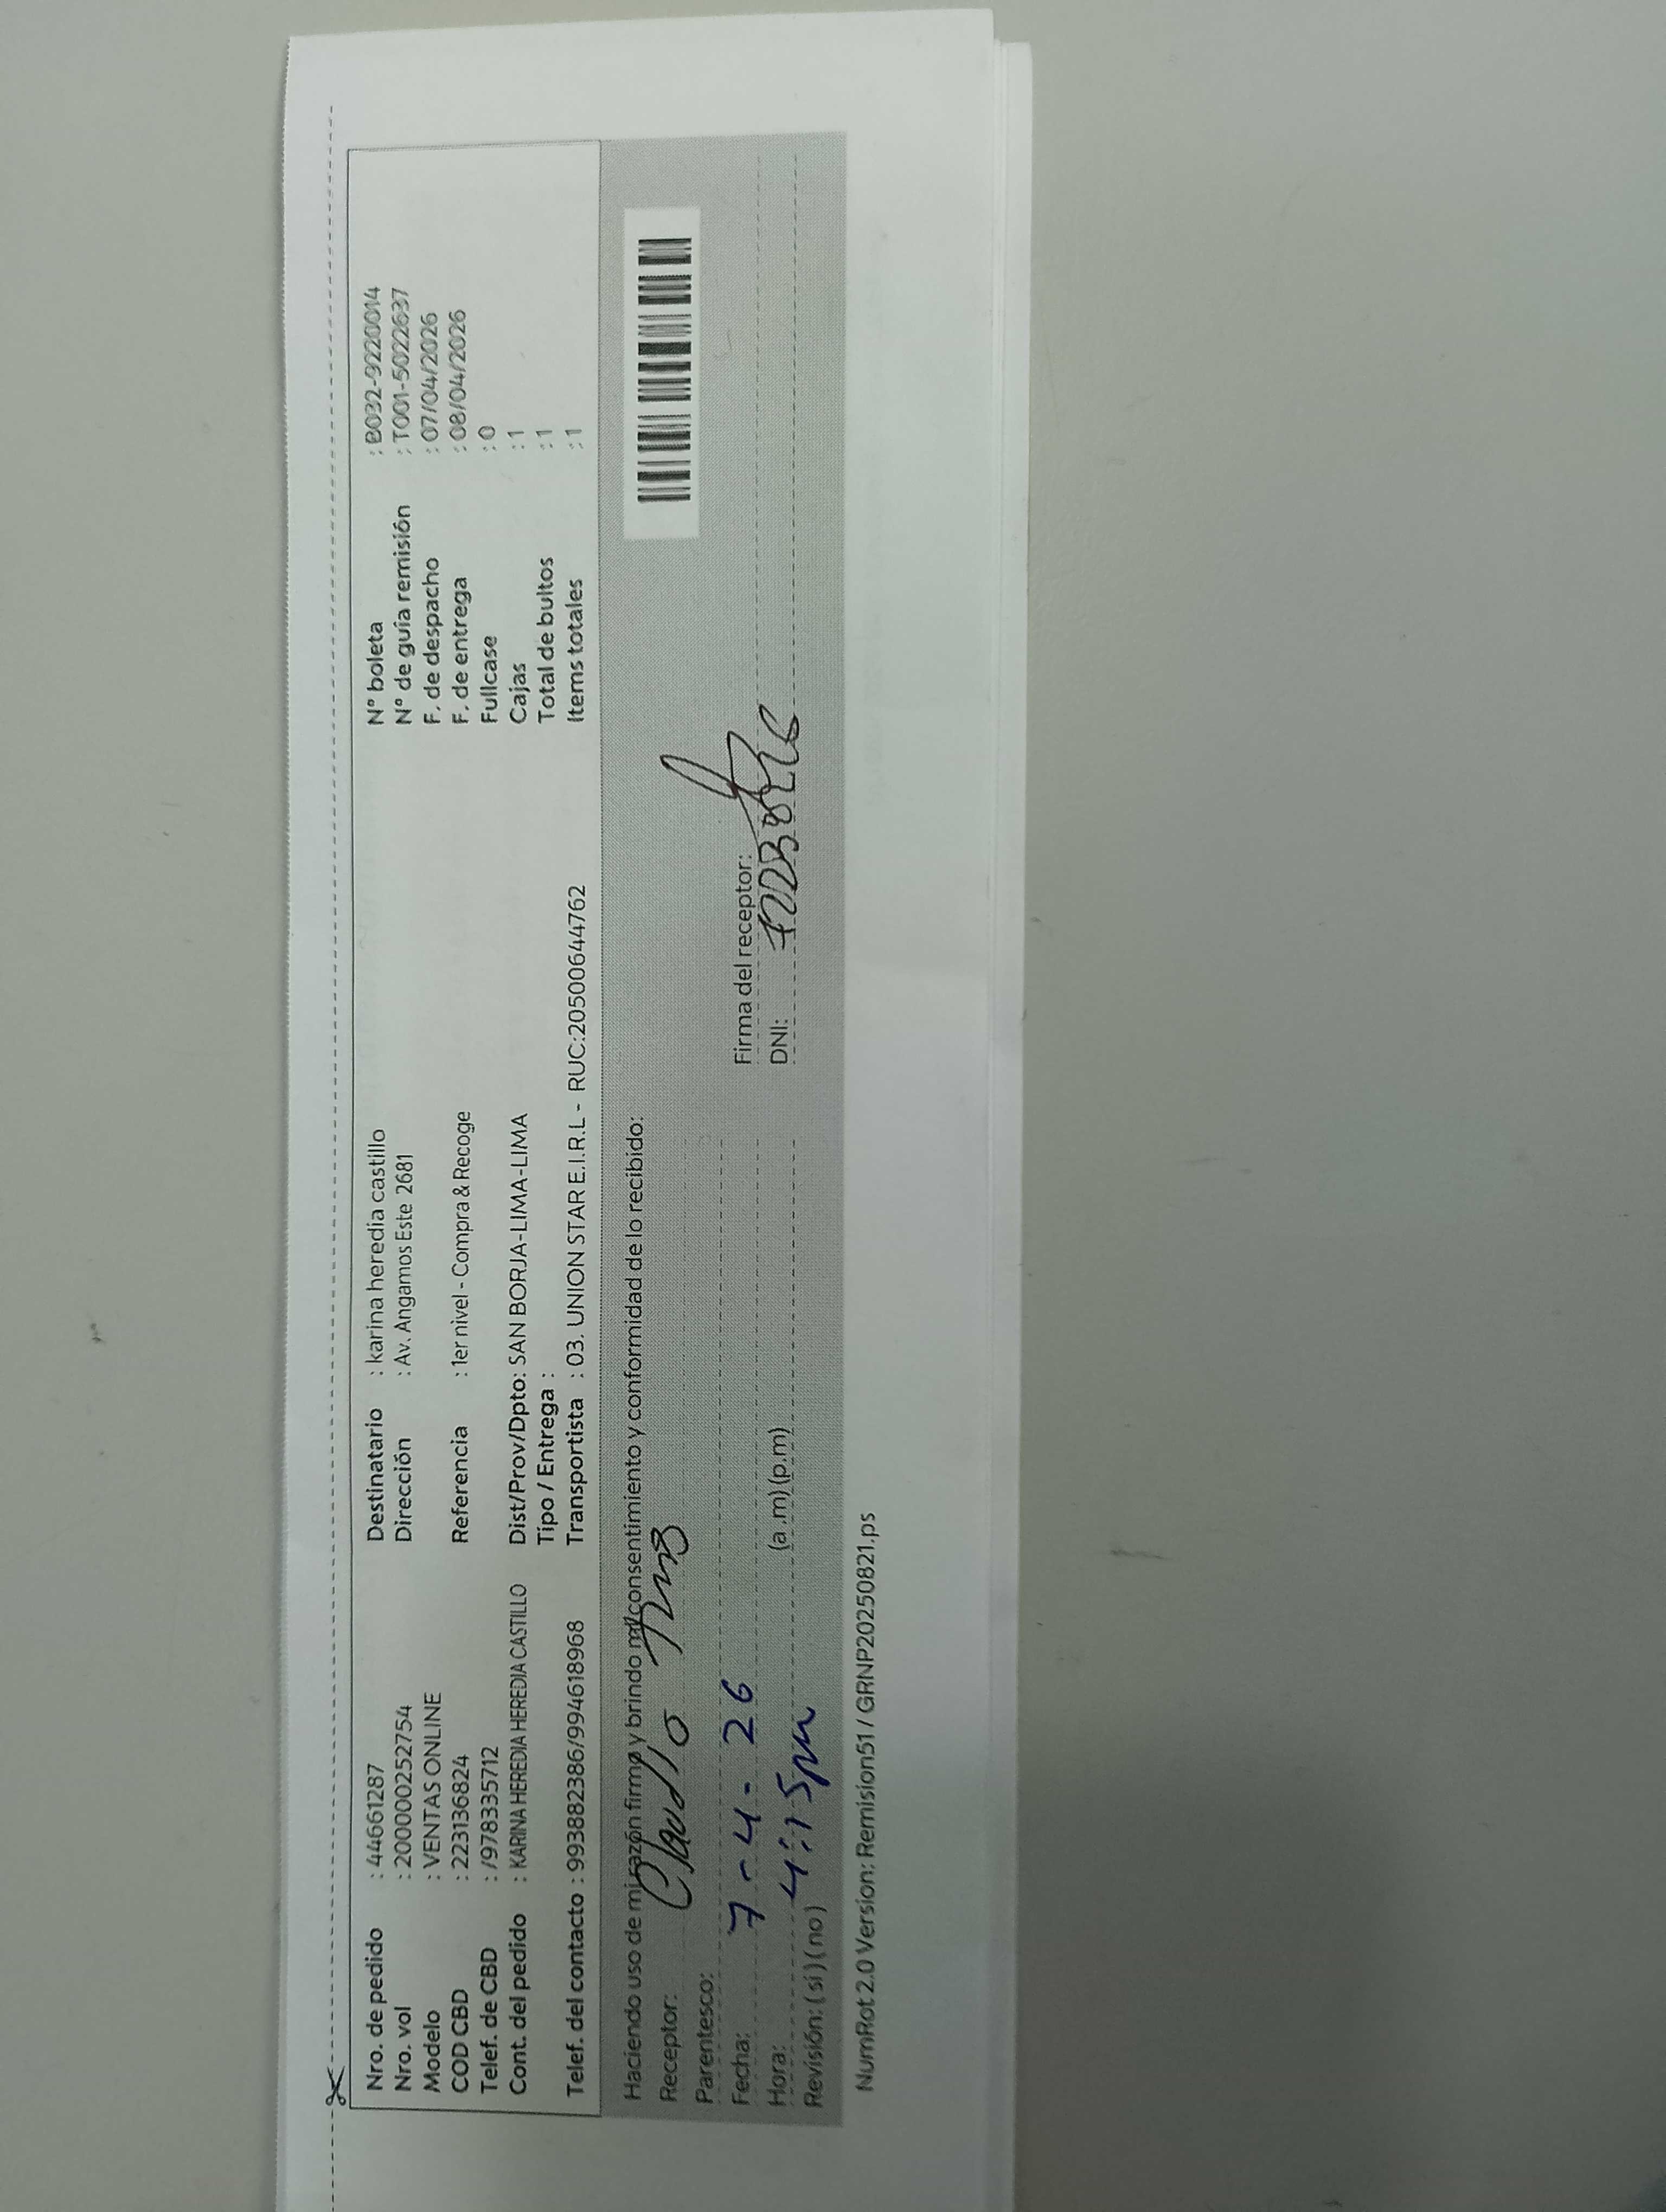 Nro. de pedido : 44661287 Destinatario : karina heredia castillo N° boleta : B032-9220014
Nro. vol : 20000252754 Dirección : Av. Angamos Este 2681 N° de guía remisión : T001-5022637
Modelo : VENTAS ONLINE F. de despacho : 07/04/2026
COD CBD : 223136824 Referencia : 1er nivel - Compra & Recoge F. de entrega : 08/04/2026
Telef. de CBD : /978335712 Fullcase : 0
Cont. del pedido : KARINA HEREDIA HEREDIA CASTILLO Dist/Prov/Dpto: SAN BORJA-LIMA-LIMA Cajas : 1
Tipo / Entrega : Total de bultos : 1
Telef. del contacto : 993882386/994618968 Transportista : 03. UNION STAR E.I.R.L - RUC:20500644762 Items totales : 1
Haciendo uso de mi razón firmo y brindo mi consentimiento y conformidad de lo recibido:
Receptor:
Parentesco:
Fecha: 7-4-26 Firma del receptor:
Hora: 4:15pm (a.m)(p.m) DNI:
Revisión: (si)(no)
NumRot 2.0 Version: Remision51 / GRNP20250821.ps